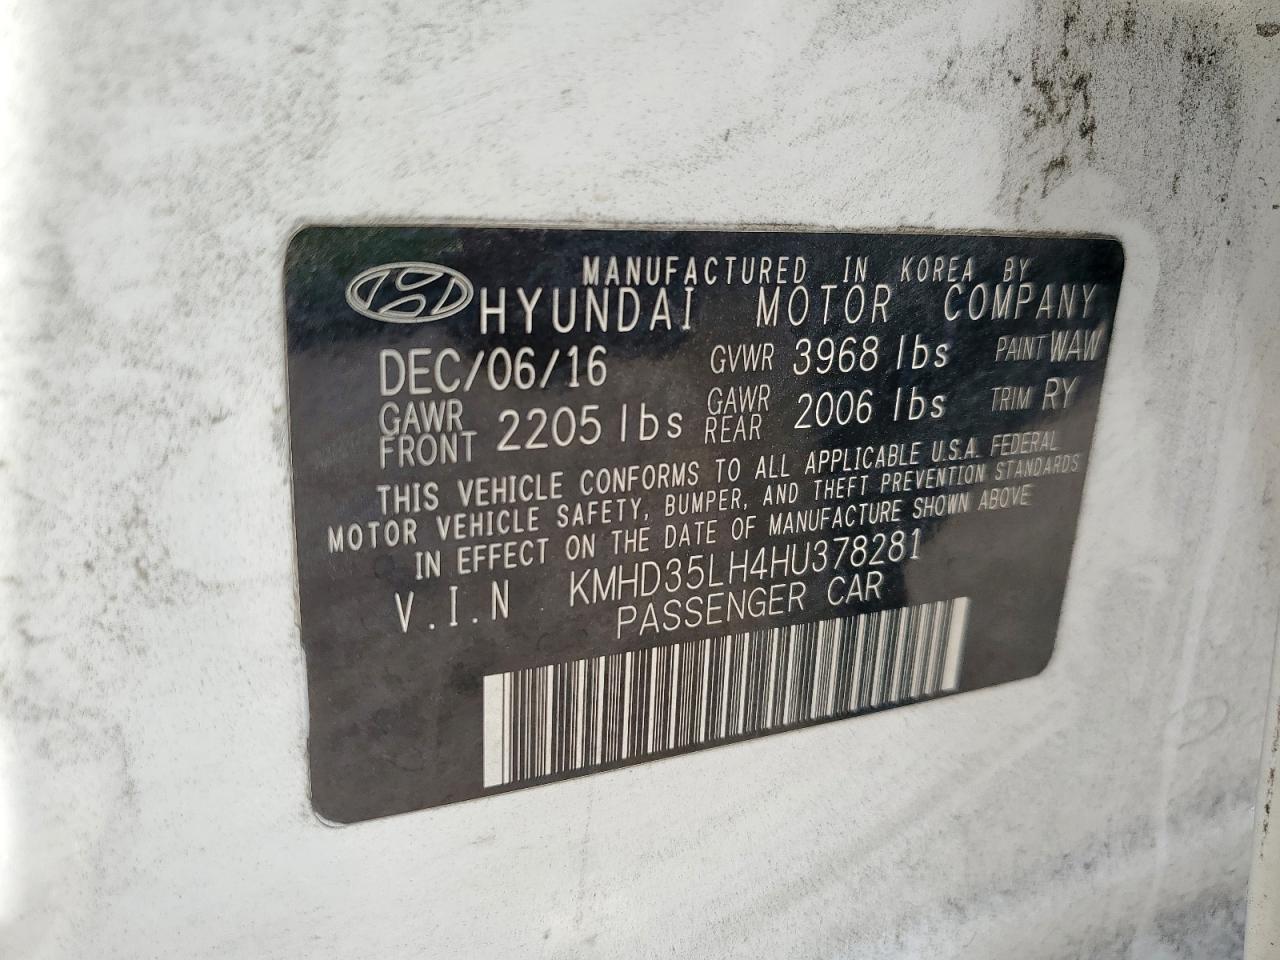 MANUFACTURED IN KOREA BY
HYUNDAI MOTOR COMPANY
DEC/06/16 GVWR 3968 lbs PAINT WAW
GAWR FRONT 2205 lbs GAWR REAR 2006 lbs TRIM RY
THIS VEHICLE CONFORMS TO ALL APPLICABLE U.S.A. FEDERAL
MOTOR VEHICLE SAFETY, BUMPER, AND THEFT PREVENTION STANDARDS
IN EFFECT ON THE DATE OF MANUFACTURE SHOWN ABOVE
V.I.N KMHD35LH4HU378281
PASSENGER CAR